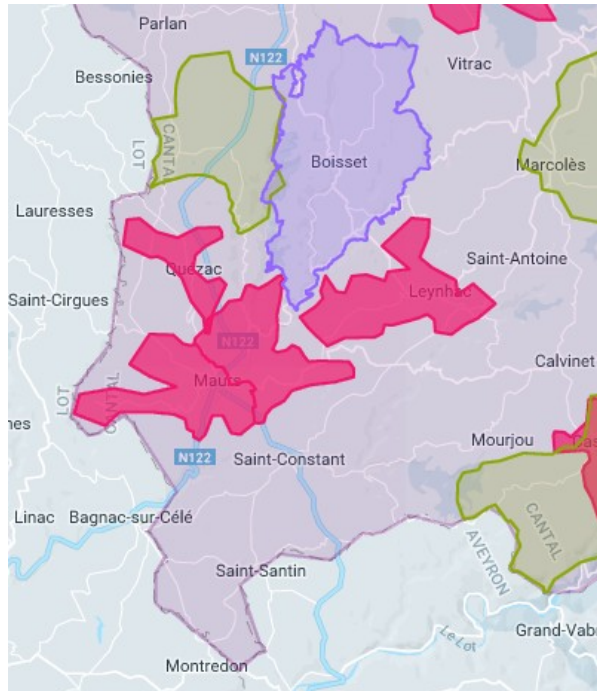 Parlan
N122
Vitrac
Bessonies
CANTAL
LOT
Boisset
Marcolès
Lauresses
Saint-Antoine
Quézac
Leynhac
Saint-Cirgues
N122
Calvinet
Maurs
LOT
CANTAL
Mourjou
N122
Saint-Constant
Linac
Bagnac-sur-Célé
CANTAL
AVEYRON
Saint-Santin
Le Lot
Grand-Vab
Montredon